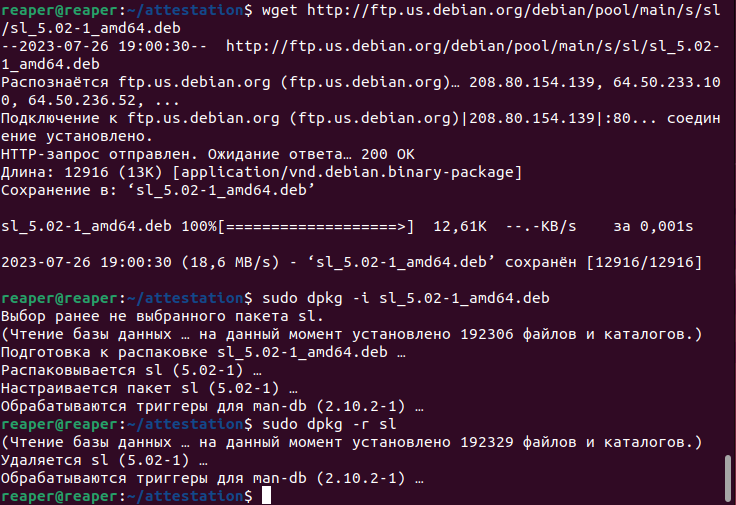 reaper@reaper:~/attestation$ wget http://ftp.us.debian.org/debian/pool/main/s/sl
/sl_5.02-1_amd64.deb
--2023-07-26 19:00:30--  http://ftp.us.debian.org/debian/pool/main/s/sl/sl_5.02-
1_amd64.deb
Распознаётся ftp.us.debian.org (ftp.us.debian.org)… 208.80.154.139, 64.50.233.10
0, 64.50.236.52, ...
Подключение к ftp.us.debian.org (ftp.us.debian.org)|208.80.154.139|:80... соедин
ение установлено.
HTTP-запрос отправлен. Ожидание ответа… 200 OK
Длина: 12916 (13K) [application/vnd.debian.binary-package]
Сохранение в: ‘sl_5.02-1_amd64.deb’
sl_5.02-1_amd64.deb 100%[===================>]  12,61K  --.-KB/s    за 0,001s
2023-07-26 19:00:30 (18,6 MB/s) - ‘sl_5.02-1_amd64.deb’ сохранён [12916/12916]
reaper@reaper:~/attestation$ sudo dpkg -i sl_5.02-1_amd64.deb
Выбор ранее не выбранного пакета sl.
(Чтение базы данных … на данный момент установлено 192306 файлов и каталогов.)
Подготовка к распаковке sl_5.02-1_amd64.deb …
Распаковывается sl (5.02-1) …
Настраивается пакет sl (5.02-1) …
Обрабатываются триггеры для man-db (2.10.2-1) …
reaper@reaper:~/attestation$ sudo dpkg -r sl
(Чтение базы данных … на данный момент установлено 192329 файлов и каталогов.)
Удаляется sl (5.02-1) …
Обрабатываются триггеры для man-db (2.10.2-1) …
reaper@reaper:~/attestation$